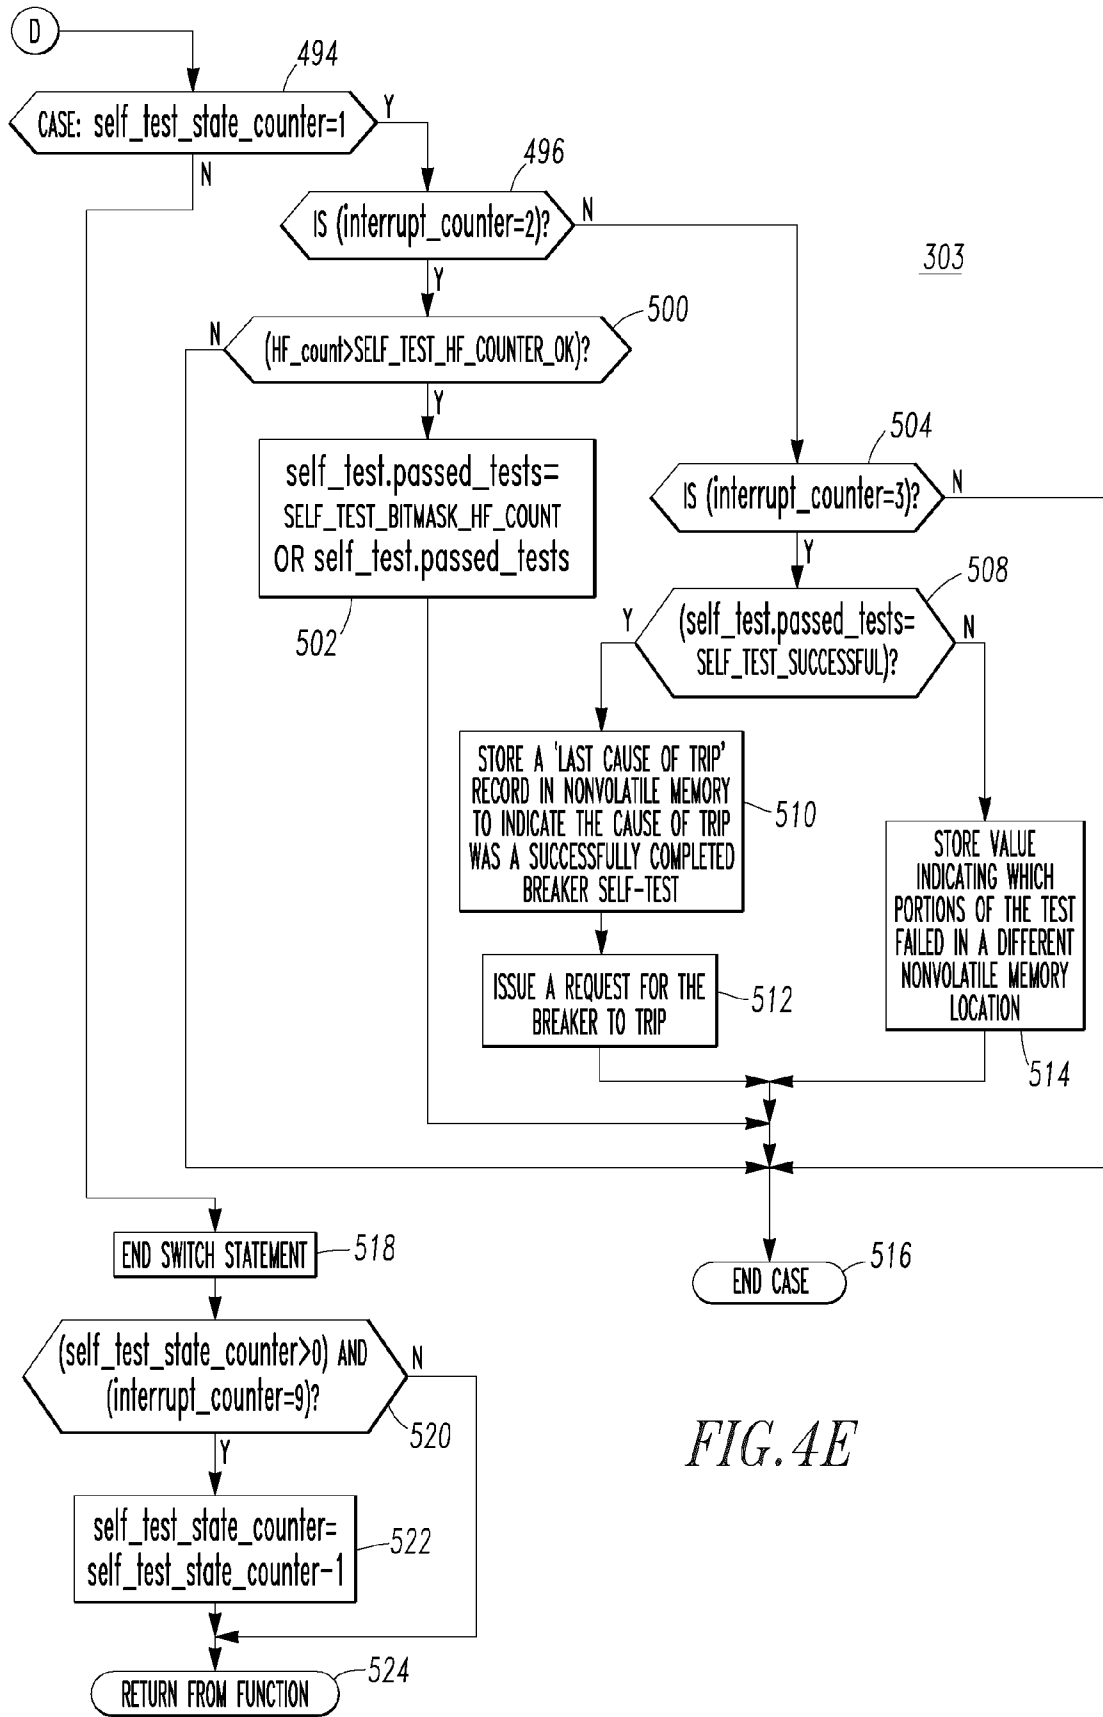 D
494
CASE: self_test_state_counter=1
Y
N
496
IS (interrupt_counter=2)?
N
Y
303
500
N
(HF_count>SELF_TEST_HF_COUNTER_OK)?
Y
self_test.passed_tests=
SELF_TEST_BITMASK_HF_COUNT
OR self_test.passed_tests
502
504
IS (interrupt_counter=3)?
N
Y
508
Y
(self_test.passed_tests=
SELF_TEST_SUCCESSFUL)?
N
STORE A 'LAST CAUSE OF TRIP'
RECORD IN NONVOLATILE MEMORY
TO INDICATE THE CAUSE OF TRIP
WAS A SUCCESSFULLY COMPLETED
BREAKER SELF-TEST
510
STORE VALUE
INDICATING WHICH
PORTIONS OF THE TEST
FAILED IN A DIFFERENT
NONVOLATILE MEMORY
LOCATION
514
ISSUE A REQUEST FOR THE
BREAKER TO TRIP
512
END SWITCH STATEMENT
518
END CASE
516
(self_test_state_counter>0) AND
(interrupt_counter=9)?
N
520
Y
self_test_state_counter=
self_test_state_counter-1
522
RETURN FROM FUNCTION
524
FIG.4E